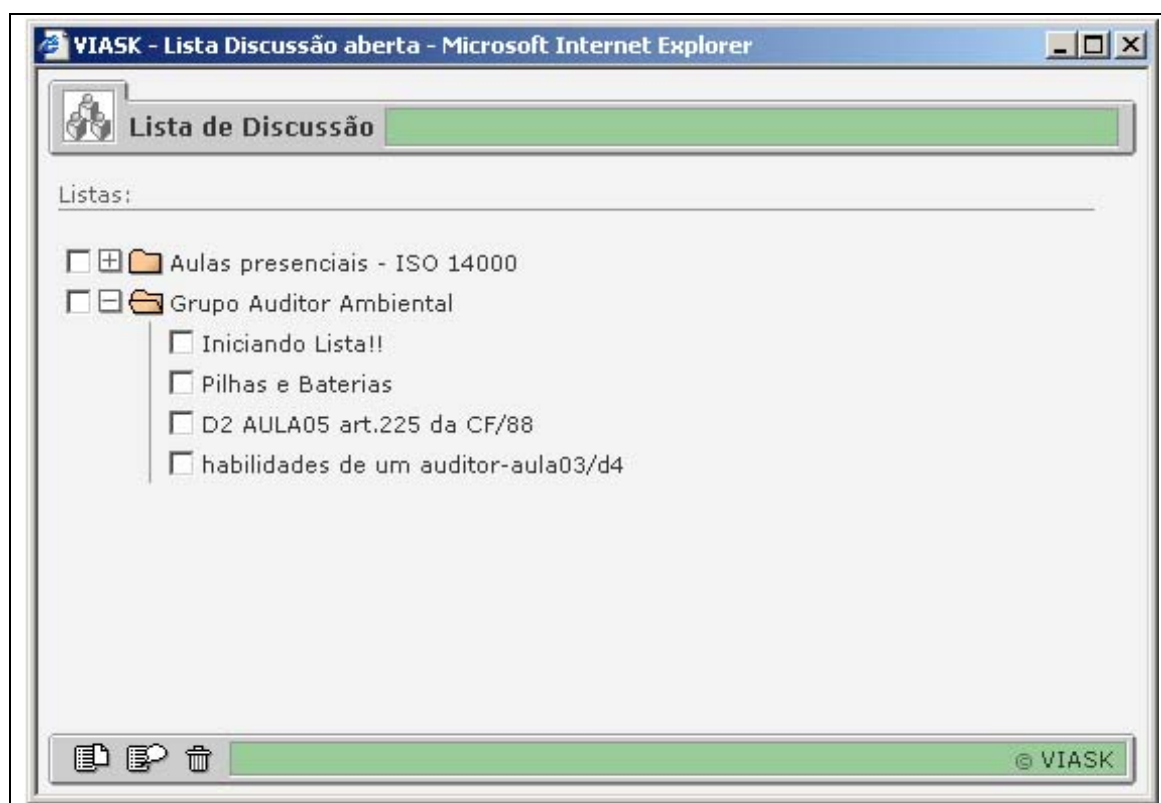 VIASK - Lista Discussão aberta - Microsoft Internet Explorer
Lista de Discussão
Listas:
Aulas presenciais - ISO 14000
Grupo Auditor Ambiental
Iniciando Lista!!
Pilhas e Baterias
D2 AULA05 art.225 da CF/88
habilidades de um auditor-aula03/d4
© VIASK